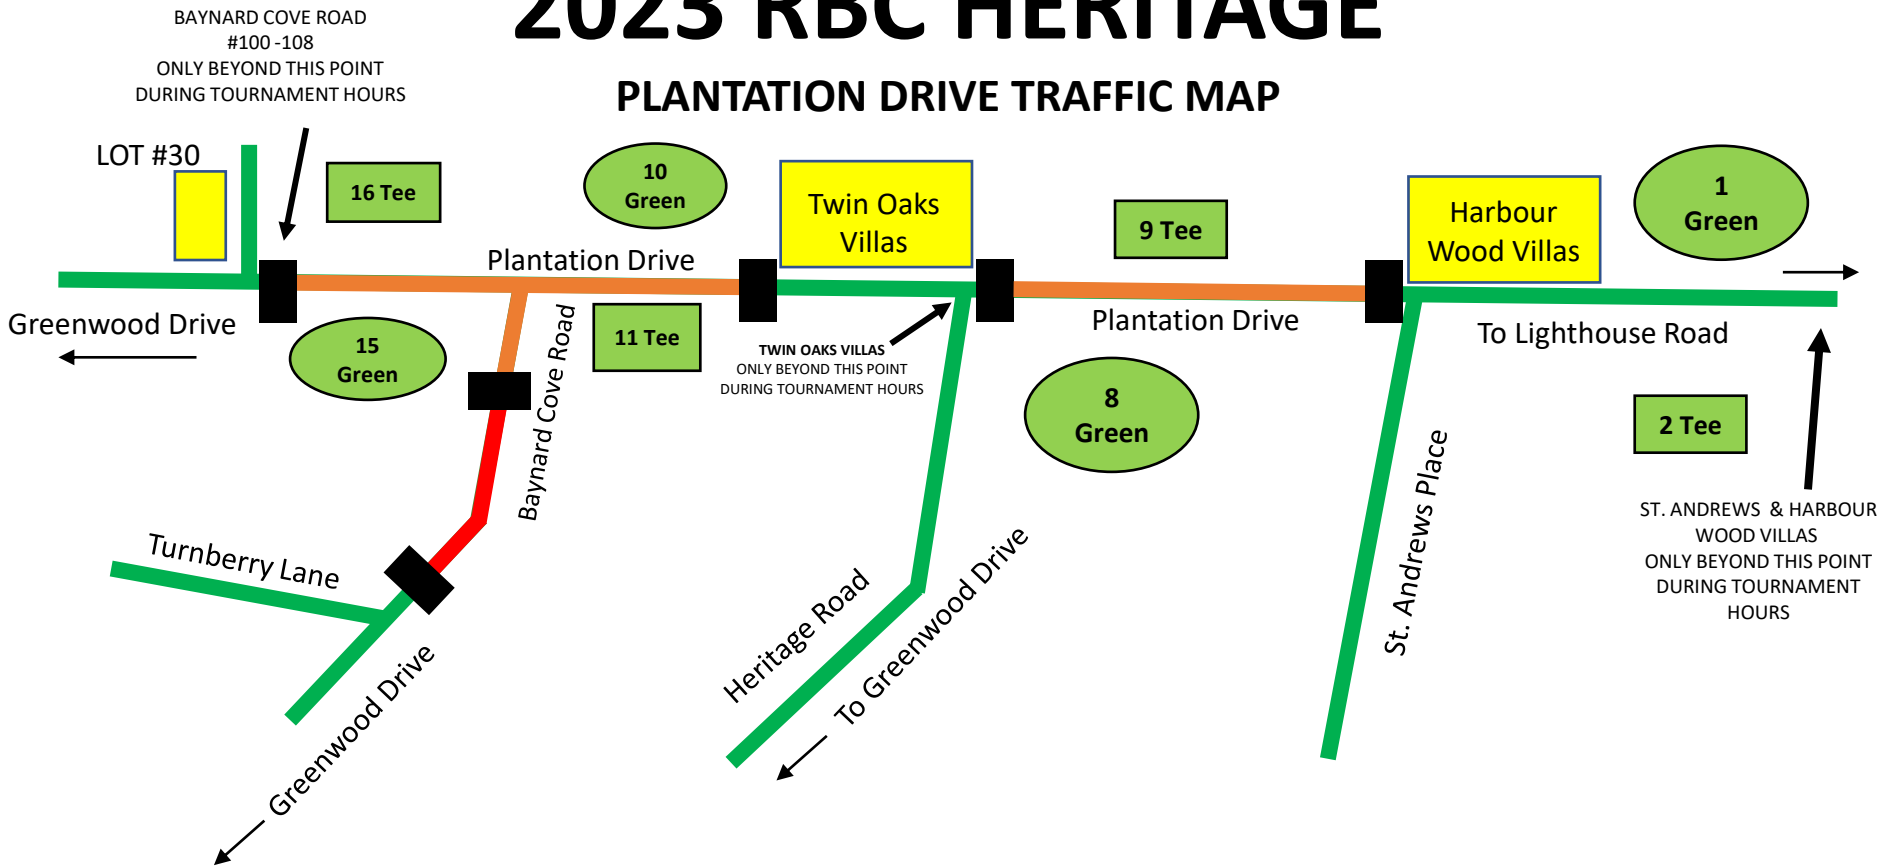 2023 RBC HERITAGE
PLANTATION DRIVE TRAFFIC MAP
BAYNARD COVE ROAD
#100 -108
ONLY BEYOND THIS POINT
DURING TOURNAMENT HOURS
LOT #30
16 Tee
10
Green
Twin Oaks
Villas
9 Tee
Harbour
Wood Villas
1
Green
Plantation Drive
Greenwood Drive
15
Green
11 Tee
Baynard Cove Road
TWIN OAKS VILLAS
ONLY BEYOND THIS POINT
DURING TOURNAMENT HOURS
Plantation Drive
To Lighthouse Road
8
Green
2 Tee
St. Andrews Place
ST. ANDREWS & HARBOUR
WOOD VILLAS
ONLY BEYOND THIS POINT
DURING TOURNAMENT
HOURS
Turnberry Lane
Greenwood Drive
Heritage Road
To Greenwood Drive